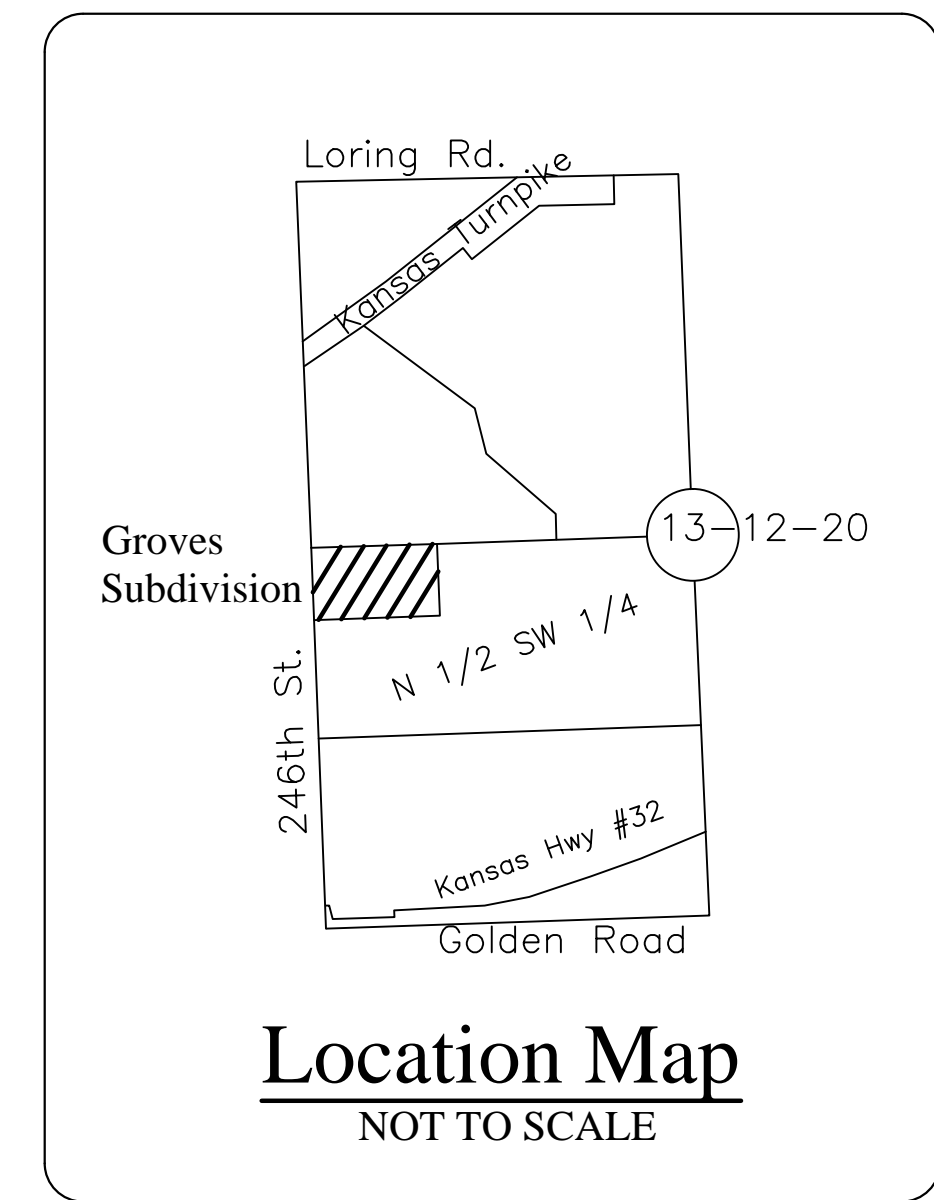 Loring Rd.
Kansas Turnpike
Groves
Subdivision
13-12-20
N 1/2 SW 1/4
246th St.
Kansas Hwy #32
Golden Road
Location Map
NOT TO SCALE